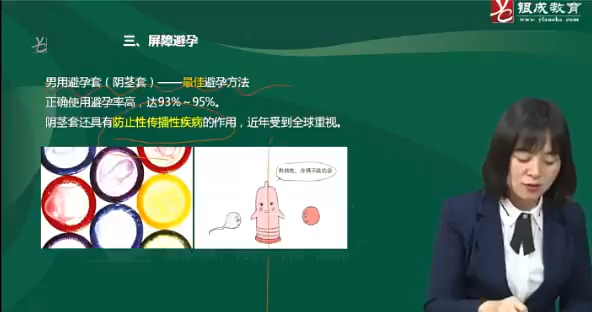 银成教育
www.yixueks.com
三、屏障避孕
男用避孕套（阴茎套）——最佳避孕方法
正确使用避孕率高，达93%～95%。
阴茎套还具有防止性传播性疾病的作用，近年受到全球重视。